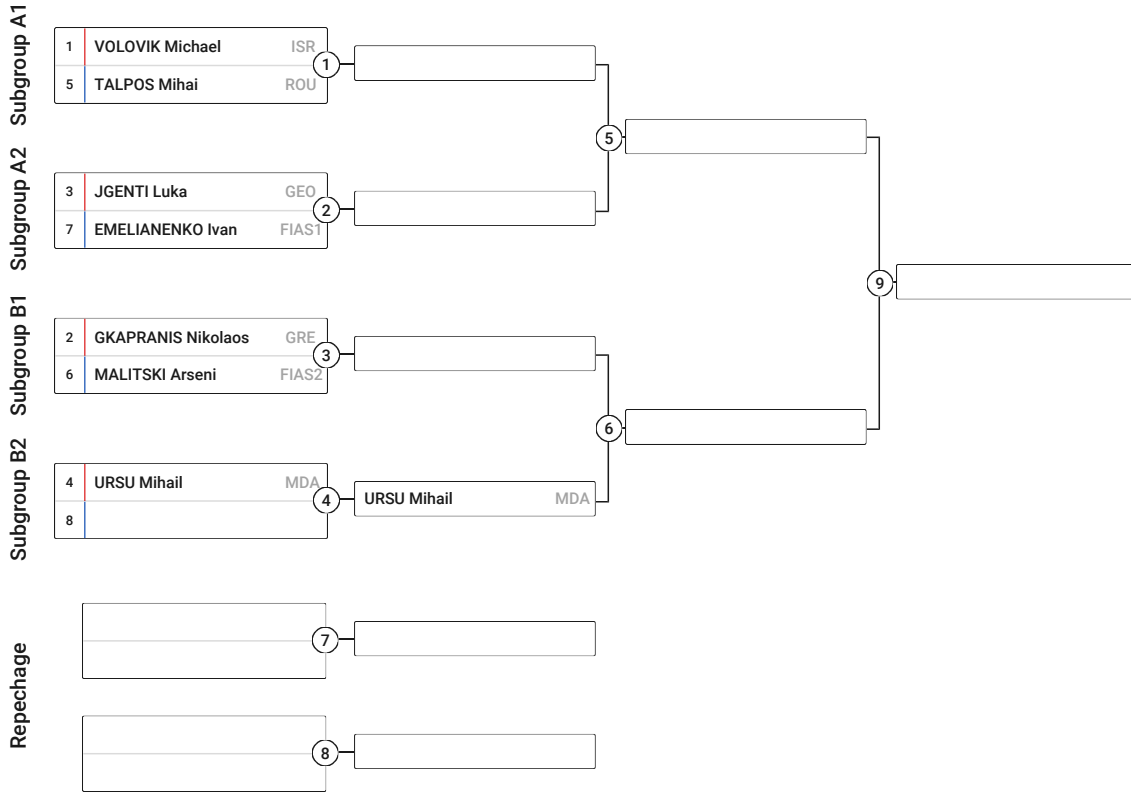 Subgroup A1
1 VOLOVIK Michael ISR
5 TALPOS Mihai ROU
1
5
Subgroup A2
3 JGENTI Luka GEO
7 EMELIANENKO Ivan FIAS1
2
9
Subgroup B1
2 GKAPRANIS Nikolaos GRE
6 MALITSKI Arseni FIAS2
3
6
Subgroup B2
4 URSU Mihail MDA
8
4
URSU Mihail MDA
Repechage
7
8